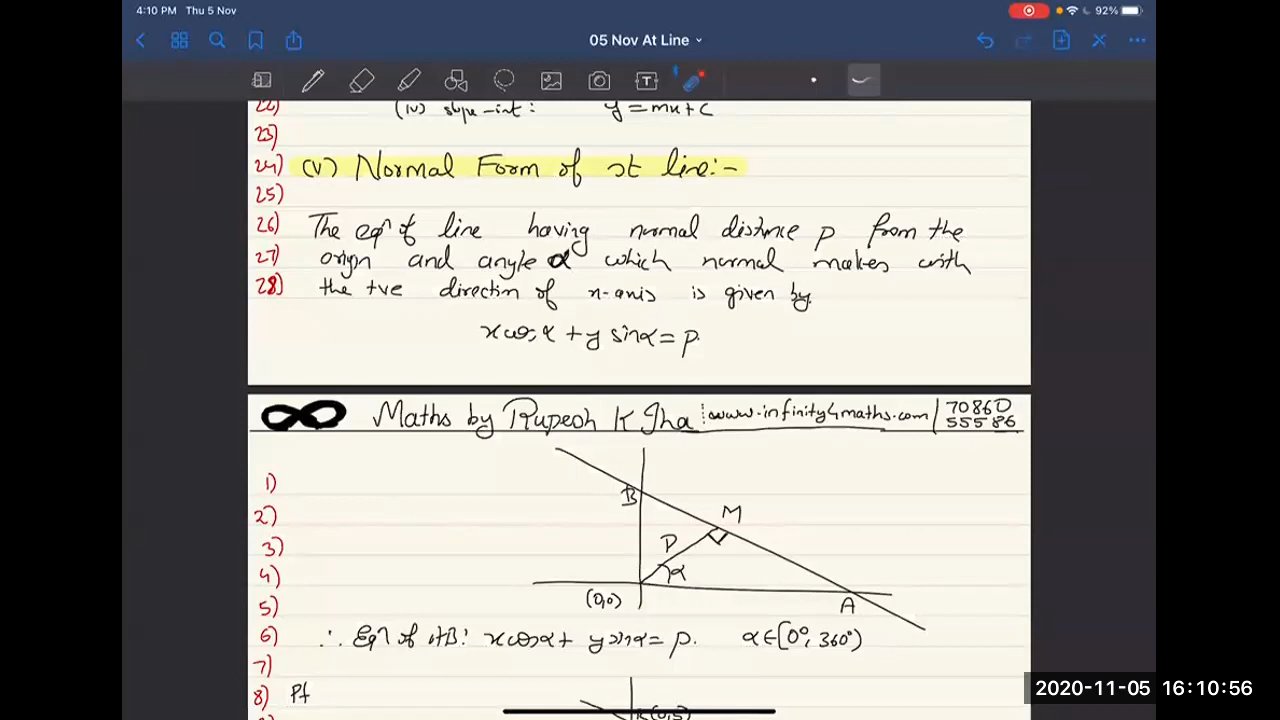 4:10 PM Thu 5 Nov
92%
05 Nov At Line
T
22) (iv) slope-int: y = mx + c
23)
24) (v) Normal Form of st line:-
25)
26) The eqn of line having normal distance p from the
27) origin and angle α which normal makes with
28) the +ve direction of x-axis is given by
x cos α + y sin α = p.
Maths by Rupesh K Jha www.infinity4maths.com / 70860 55586
1)
B
2) M
3) P
4) α
5) (0,0) A
6) ∴ Eqn of AB: x cos α + y sin α = p. α ∈ [0°, 360°)
7)
8) Pf
2020-11-05 16:10:56